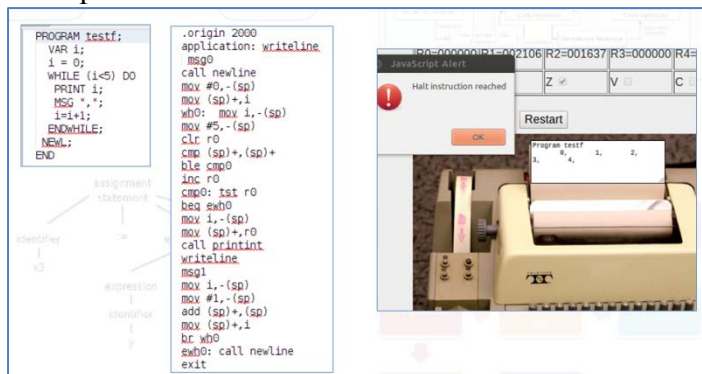 PROGRAM testf;
VAR i;
i = 0;
WHILE (i<5) DO
PRINT i;
MSG ",";
i=i+1;
ENDWHILE;
NEWL;
END
.origin 2000
application: writeline
msg0
call newline
mov #0,-(sp)
mov (sp)+,i
wh0: mov i,-(sp)
mov #5,-(sp)
clr r0
cmp (sp)+,(sp)+
ble cmp0
inc r0
cmp0: tst r0
beq ewh0
mov i,-(sp)
mov (sp)+,r0
call printint
writeline
msg1
mov i,-(sp)
mov #1,-(sp)
add (sp)+,(sp)
mov (sp)+,i
br wh0
ewh0: call newline
exit
R0=000000 R1=002106 R2=001637 R3=000000 R4=
JavaScript Alert
Halt instruction reached
OK
Z V C
Restart
Program testf
0, 1, 2,
3, 4,
assignment
statement
identifier
:=
x3
expression
identifier
y